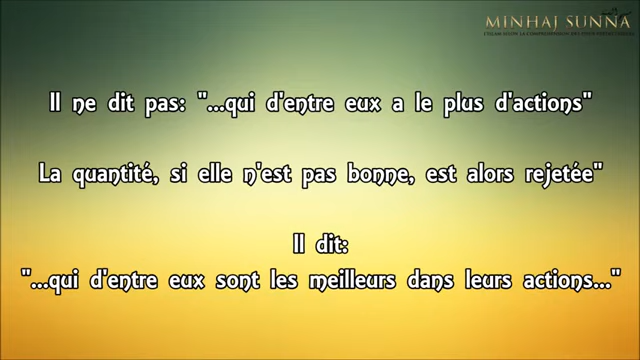 MINHAJ SUNNA
Il ne dit pas: "...qui d'entre eux a le plus d'actions"
La quantité, si elle n'est pas bonne, est alors rejetée"
Il dit:
"...qui d'entre eux sont les meilleurs dans leurs actions..."